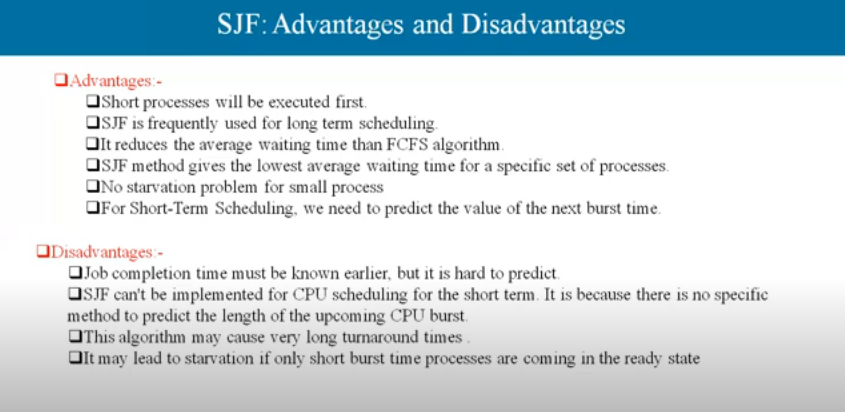 SJF: Advantages and Disadvantages
❑Advantages:-
❑Short processes will be executed first.
❑SJF is frequently used for long term scheduling.
❑It reduces the average waiting time than FCFS algorithm.
❑SJF method gives the lowest average waiting time for a specific set of processes.
❑No starvation problem for small process
❑For Short-Term Scheduling, we need to predict the value of the next burst time.
❑Disadvantages:-
❑Job completion time must be known earlier, but it is hard to predict.
❑SJF can't be implemented for CPU scheduling for the short term. It is because there is no specific
method to predict the length of the upcoming CPU burst.
❑This algorithm may cause very long turnaround times .
❑It may lead to starvation if only short burst time processes are coming in the ready state